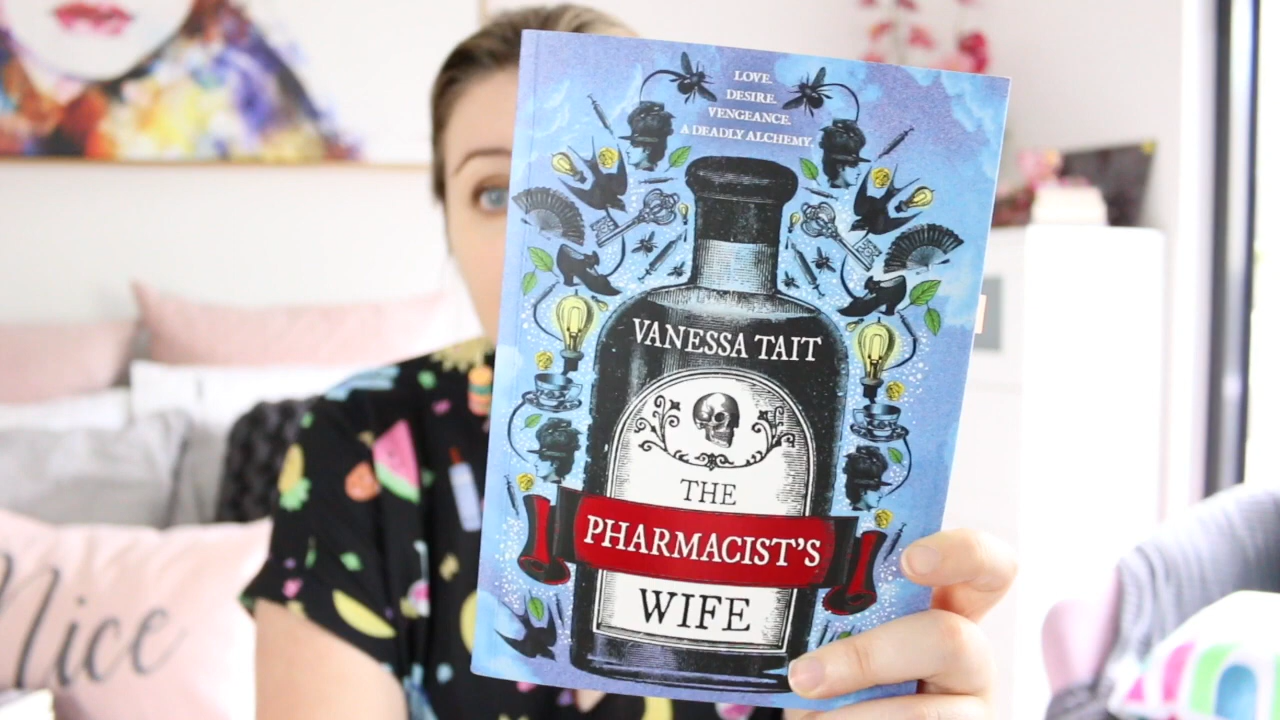 LOVE.
DESIRE.
VENGEANCE.
A DEADLY ALCHEMY.
VANESSA TAIT
THE
PHARMACIST'S
WIFE
Nice